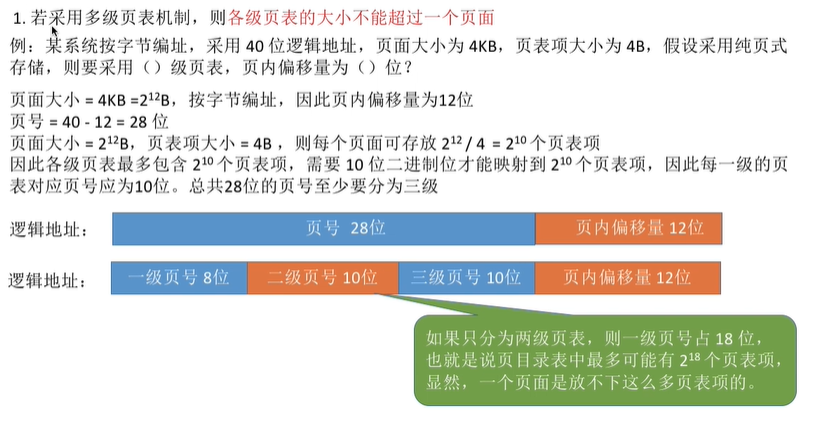 1. 若采用多级页表机制，则各级页表的大小不能超过一个页面
例：某系统按字节编址，采用 40 位逻辑地址，页面大小为 4KB，页表项大小为 4B，假设采用纯页式
存储，则要采用（）级页表，页内偏移量为（）位？
页面大小 = 4KB =2¹²B，按字节编址，因此页内偏移量为12位
页号 = 40 - 12 = 28 位
页面大小 = 2¹²B，页表项大小 = 4B ，则每个页面可存放 2¹² / 4 = 2¹⁰ 个页表项
因此各级页表最多包含 2¹⁰ 个页表项，需要 10 位二进制位才能映射到 2¹⁰ 个页表项，因此每一级的页
表对应页号应为10位。总共28位的页号至少要分为三级
逻辑地址： 页号 28位 页内偏移量 12位
逻辑地址： 一级页号 8位 二级页号 10位 三级页号 10位 页内偏移量 12位
如果只分为两级页表，则一级页号占 18 位，
也就是说页目录表中最多可能有 2¹⁸ 个页表项，
显然，一个页面是放不下这么多页表项的。